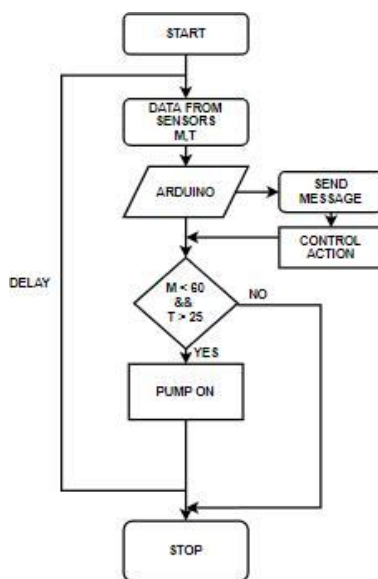 START
DATA FROM
SENSORS
M,T
ARDUINO
SEND
MESSAGE
CONTROL
ACTION
DELAY
M < 60
&&
T > 25
NO
YES
PUMP ON
STOP